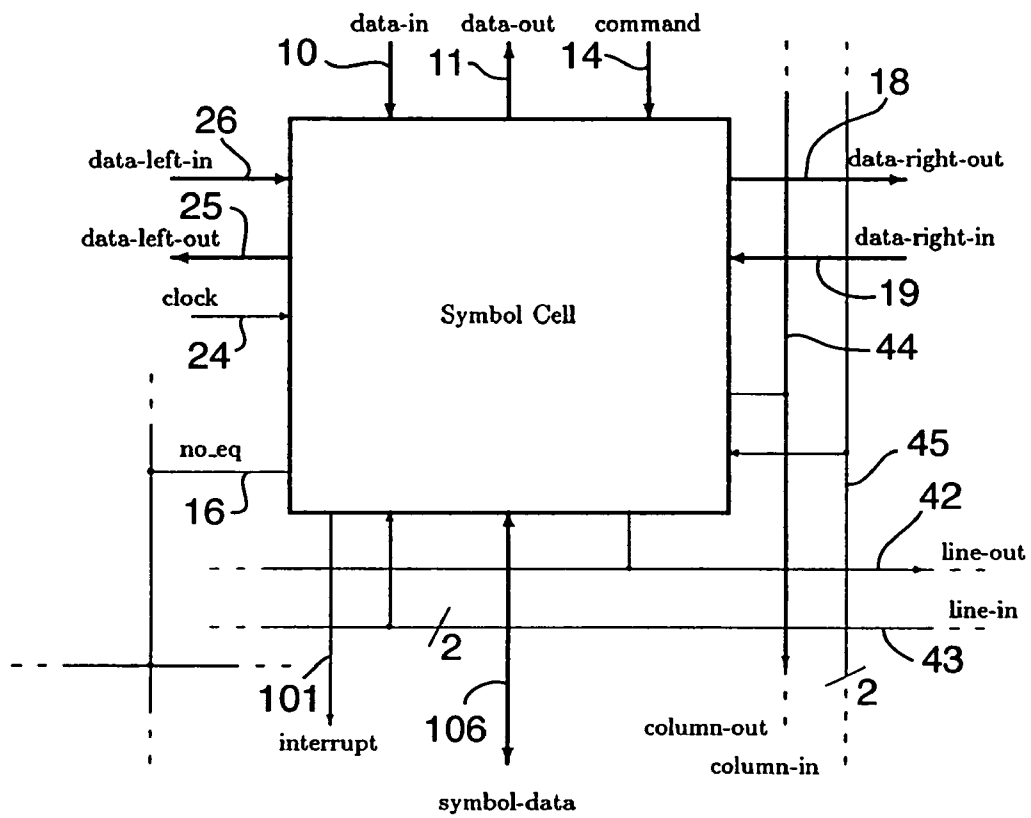 data-in data-out command
10 11 14
18
26
data-left-in data-right-out
25
data-left-out data-right-in
clock 19
Symbol Cell
24 44
no_eq 45
16 42
line-out
line-in
2 43
101 106 2
interrupt column-out
column-in
symbol-data